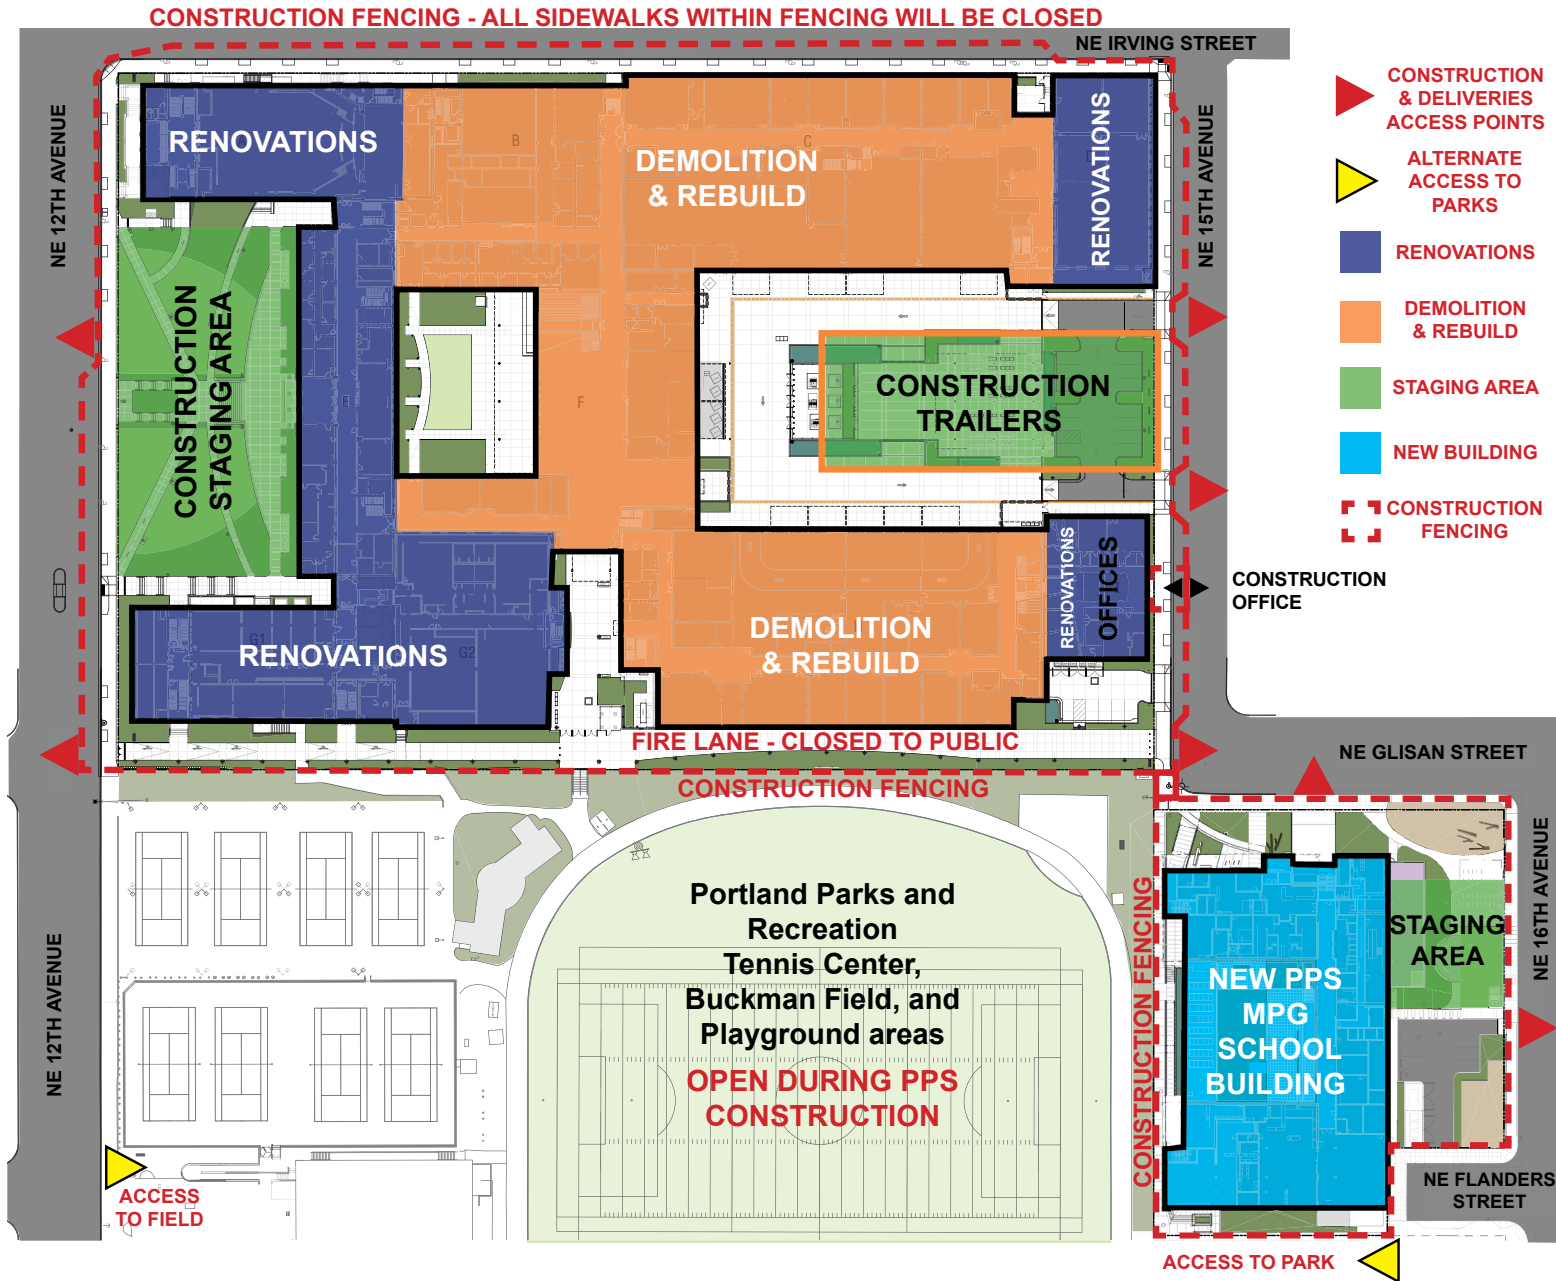 CONSTRUCTION FENCING - ALL SIDEWALKS WITHIN FENCING WILL BE CLOSED
NE IRVING STREET
NE 12TH AVENUE
NE 15TH AVENUE
RENOVATIONS
DEMOLITION
& REBUILD
RENOVATIONS
B
C
CONSTRUCTION
& DELIVERIES
ACCESS POINTS
ALTERNATE
ACCESS TO
PARKS
RENOVATIONS
DEMOLITION
& REBUILD
STAGING AREA
NEW BUILDING
CONSTRUCTION
FENCING
CONSTRUCTION
STAGING AREA
E
F
CONSTRUCTION
TRAILERS
RENOVATIONS
OFFICES
CONSTRUCTION
OFFICE
G1
G2
RENOVATIONS
DEMOLITION
& REBUILD
FIRE LANE - CLOSED TO PUBLIC
CONSTRUCTION FENCING
NE GLISAN STREET
NE 12TH AVENUE
NE 16TH AVENUE
CONSTRUCTION FENCING
Portland Parks and
Recreation
Tennis Center,
Buckman Field, and
Playground areas
OPEN DURING PPS
CONSTRUCTION
STAGING
AREA
NEW PPS
MPG
SCHOOL
BUILDING
ACCESS
TO FIELD
NE FLANDERS
STREET
ACCESS TO PARK